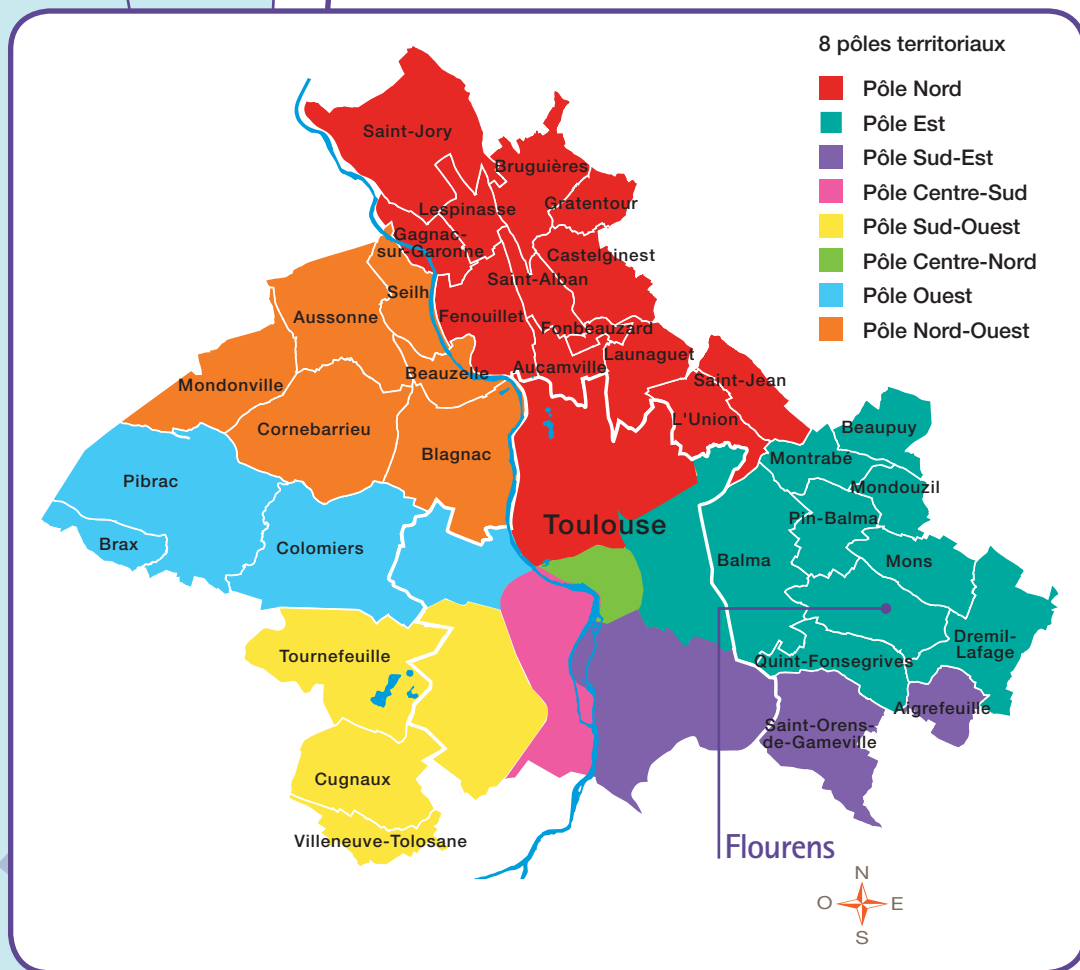 8 pôles territoriaux
Pôle Nord
Pôle Est
Pôle Sud-Est
Pôle Centre-Sud
Pôle Sud-Ouest
Pôle Centre-Nord
Pôle Ouest
Pôle Nord-Ouest
Saint-Jory
Bruguières
Lespinasse
Gratentour
Gagnac-
sur-Garonne
Castelginest
Saint-Alban
Seilh
Aussonne
Fenouillet
Fonbeauzard
Launaguet
Beauzelle
Aucamville
Saint-Jean
Mondonville
L'Union
Cornebarrieu
Beaupuy
Blagnac
Montrabé
Pibrac
Mondouzil
Pin-Balma
Toulouse
Brax
Colomiers
Balma
Mons
Dremil-
Lafage
Tournefeuille
Quint-Fonsegrives
Aigrefeuille
Saint-Orens-
de-Gameville
Cugnaux
Villeneuve-Tolosane
Flourens
N
O
E
S